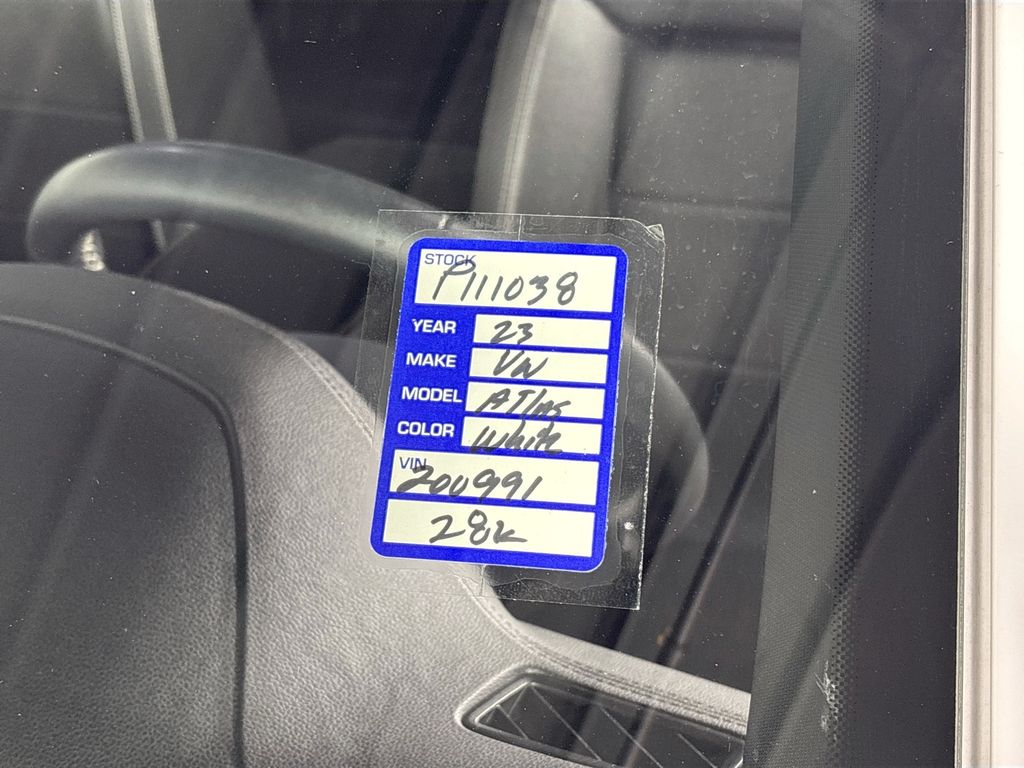 STOCK
P111038
YEAR 23
MAKE VW
MODEL ATlas
COLOR White
VIN
200991
28k